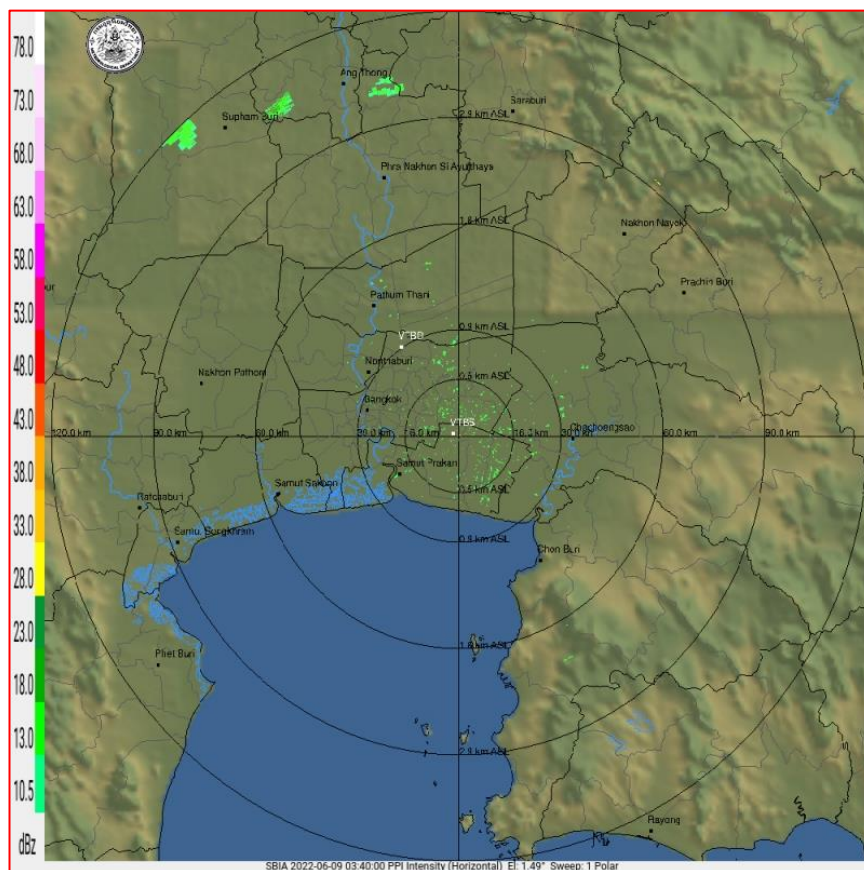 78.0
73.0
68.0
63.0
58.0
53.0
48.0
43.0
38.0
33.0
28.0
23.0
18.0
13.0
10.5
dBz
Ang Thong
Saraburi
Supham Buri
2.9 km ASL
Phra Nakhon Si Ayutthaya
1.8 km ASL
Nakhon Nayok
Prachin Buri
Pathum Thani
0.9 km ASL
VTBD
Nonthaburi
Nakhon Pathom
0.5 km ASL
Bangkok
VTBS
120.0 km
90.0 km
60.0 km
30.0 km
15.0 km
Chachoengsao
60.0 km
90.0 km
Samut Prakan
0.5 km ASL
Samut Sakhon
Ratchaburi
0.9 km ASL
Samut Songkhram
Chon Buri
1.8 km ASL
Phet Buri
2.9 km ASL
Rayong
SBIA 2022-06-09 03:40:00 PPI Intensity (Horizontal) El: 1.49° Sweep: 1 Polar